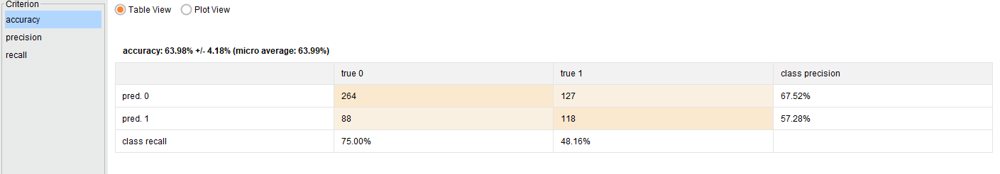 Criterion
accuracy
precision
recall
Table View Plot View
accuracy: 63.98% +/- 4.18% (micro average: 63.99%)
true 0 true 1 class precision
pred. 0 264 127 67.52%
pred. 1 88 118 57.28%
class recall 75.00% 48.16%